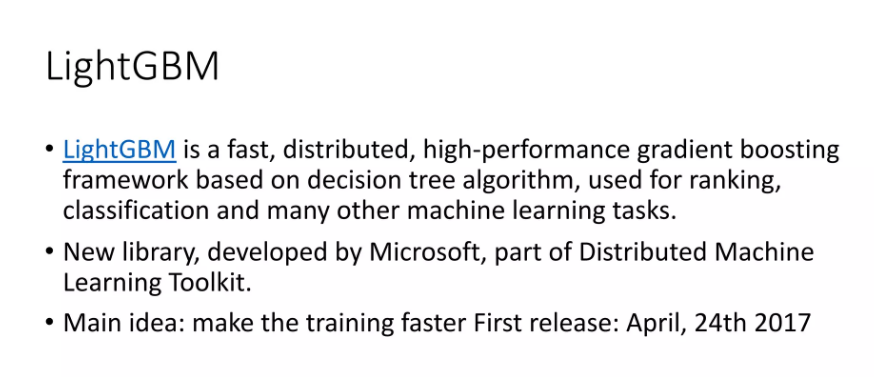 LightGBM
• LightGBM is a fast, distributed, high-performance gradient boosting
framework based on decision tree algorithm, used for ranking,
classification and many other machine learning tasks.
• New library, developed by Microsoft, part of Distributed Machine
Learning Toolkit.
• Main idea: make the training faster First release: April, 24th 2017